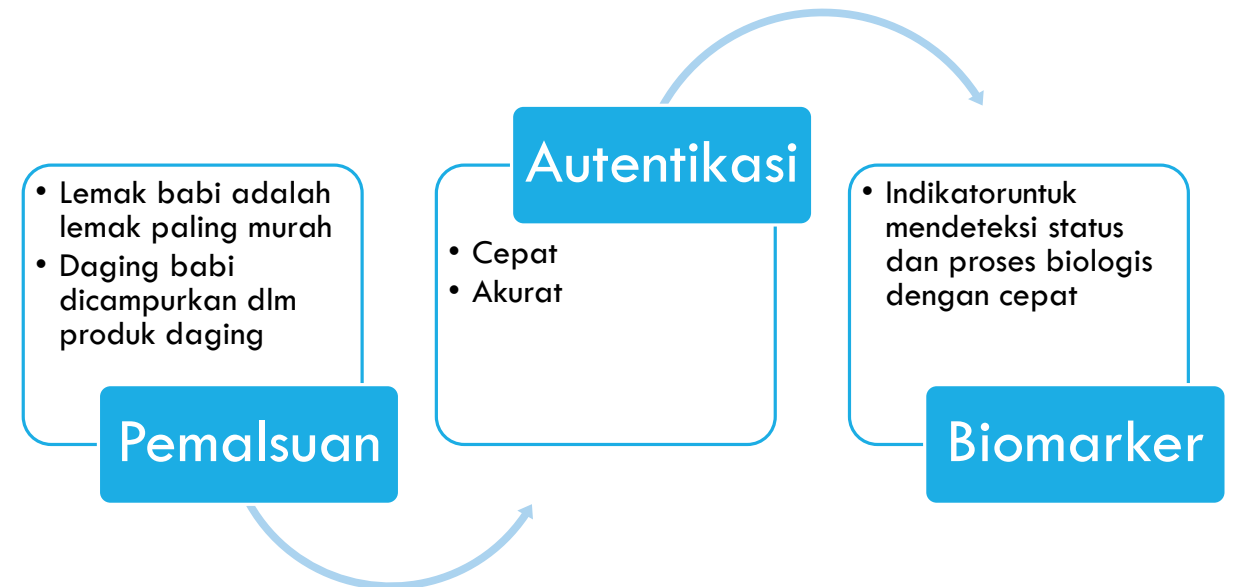 • Lemak babi adalah
lemak paling murah
• Daging babi
dicampurkan dlm
produk daging
Pemalsuan
Autentikasi
• Cepat
• Akurat
• Indikatoruntuk
mendeteksi status
dan proses biologis
dengan cepat
Biomarker